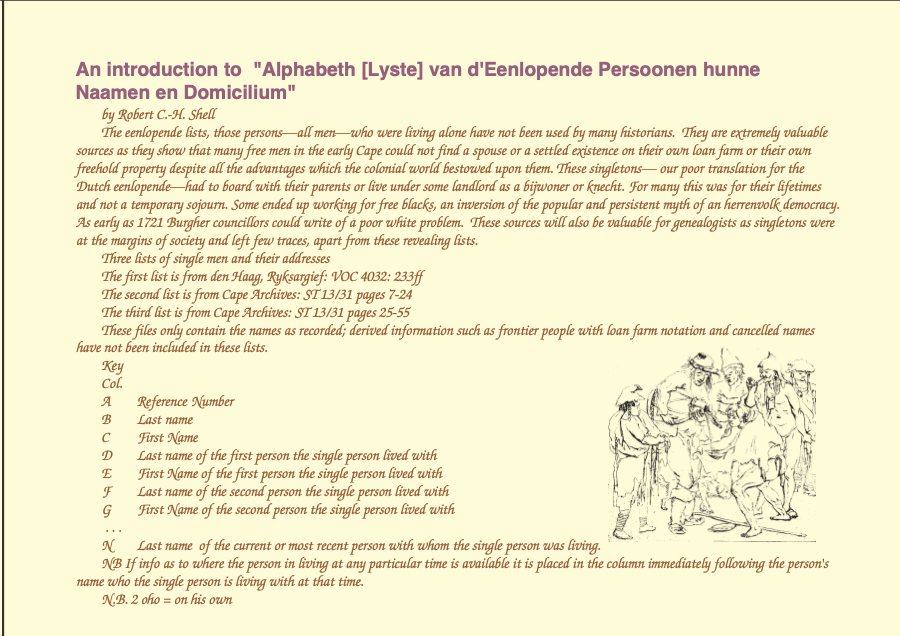 An introduction to "Alphabeth [Lyste] van d'Eenlopende Persoonen hunne
Naamen en Domicilium"
by Robert C.-H. Shell
The eenlopende lists, those persons—all men—who were living alone have not been used by many historians. They are extremely valuable
sources as they show that many free men in the early Cape could not find a spouse or a settled existence on their own loan farm or their own
freehold property despite all the advantages which the colonial world bestowed upon them. These singletons— our poor translation for the
Dutch eenlopende—had to board with their parents or live under some landlord as a bijwoner or knecht. For many this was for their lifetimes
and not a temporary sojourn. Some ended up working for free blacks, an inversion of the popular and persistent myth of an herrenvolk democracy.
As early as 1721 Burgher councillors could write of a poor white problem. These sources will also be valuable for genealogists as singletons were
at the margins of society and left few traces, apart from these revealing lists.
Three lists of single men and their addresses
The first list is from den Haag, Ryksargief: VOC 4032: 233ff
The second list is from Cape Archives: ST 13/31 pages 7-24
The third list is from Cape Archives: ST 13/31 pages 25-55
These files only contain the names as recorded; derived information such as frontier people with loan farm notation and cancelled names
have not been included in these lists.
Key
Col.
A Reference Number
B Last name
C First Name
D Last name of the first person the single person lived with
E First Name of the first person the single person lived with
F Last name of the second person the single person lived with
G First Name of the second person the single person lived with
...
N Last name of the current or most recent person with whom the single person was living.
NB If info as to where the person in living at any particular time is available it is placed in the column immediately following the person's
name who the single person is living with at that time.
N.B. 2 oho = on his own